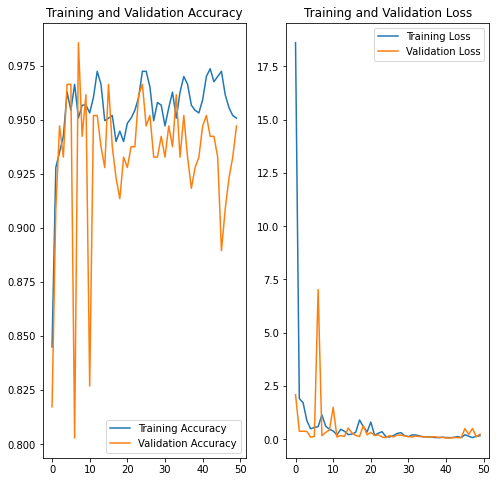 Training and Validation Accuracy
0.975
0.950
0.925
0.900
0.875
0.850
0.825
0.800
0 10 20 30 40 50
Training Accuracy
Validation Accuracy
Training and Validation Loss
17.5
15.0
12.5
10.0
7.5
5.0
2.5
0.0
0 10 20 30 40 50
Training Loss
Validation Loss